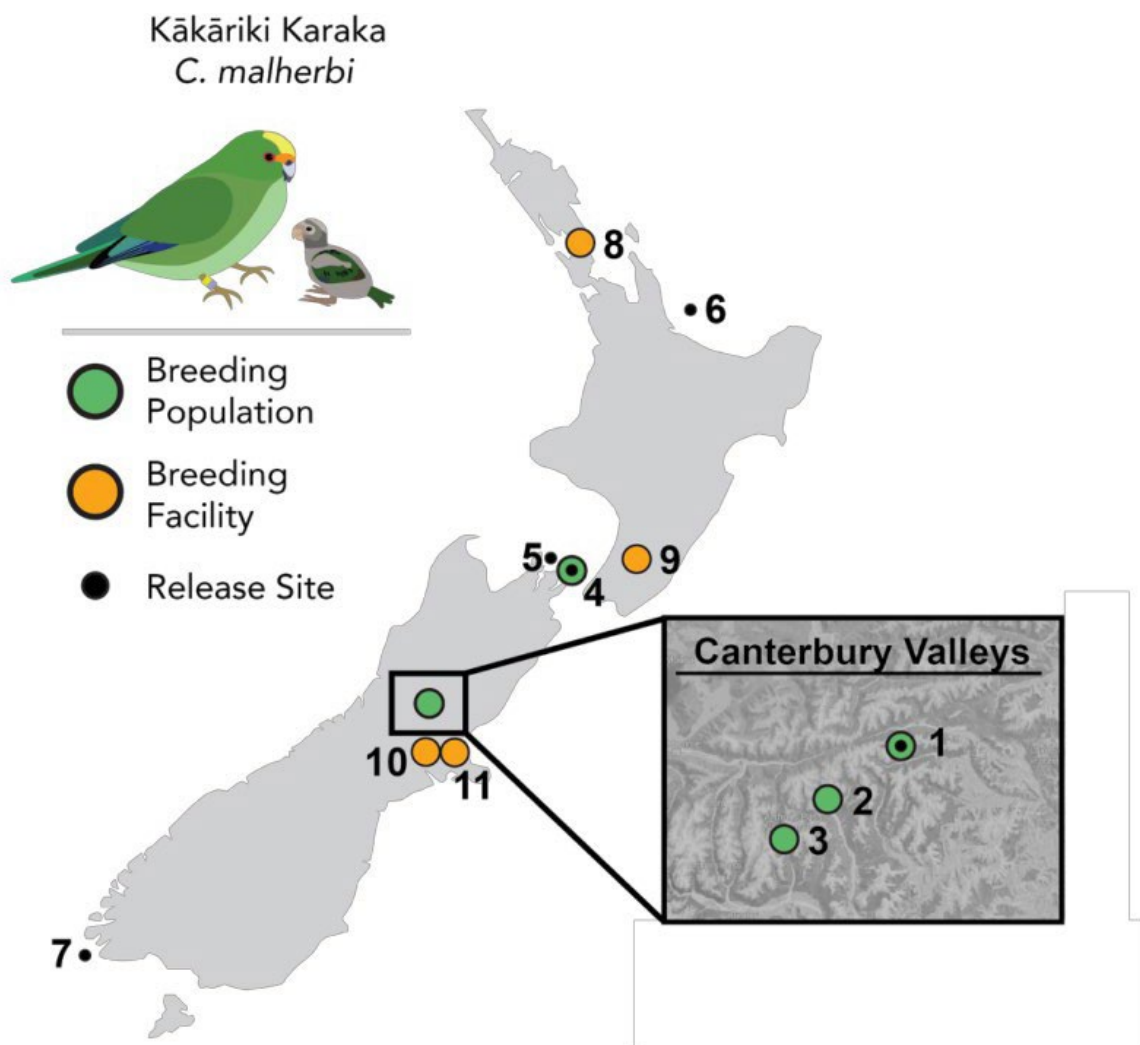 Kākāriki Karaka
C. malherbi
Breeding
Population
Breeding
Facility
Release Site
8
6
5
4
9
10
11
7
Canterbury Valleys
1
2
3